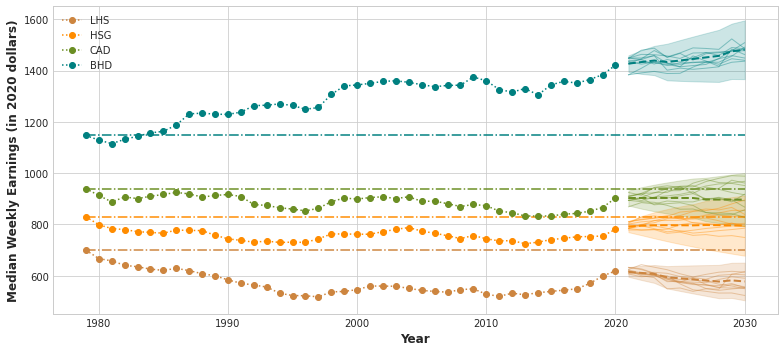 LHS
HSG
CAD
BHD
1600
1400
1200
1000
800
600
Median Weekly Earnings (in 2020 dollars)
1980
1990
2000
2010
2020
2030
Year